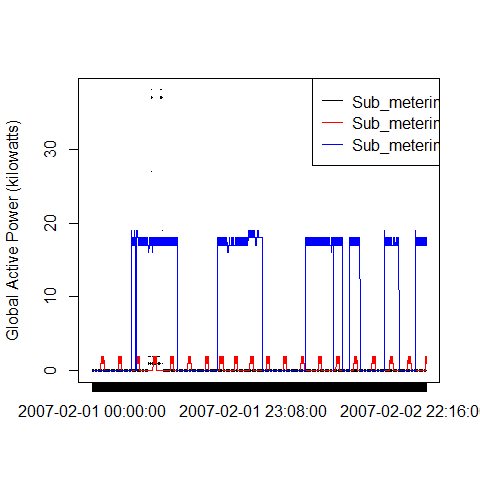 Global Active Power (kilowatts)
30
20
10
0
Sub_meterin
Sub_meterin
Sub_meterin
2007-02-01 00:00:00 2007-02-01 23:08:00 2007-02-02 22:16:00